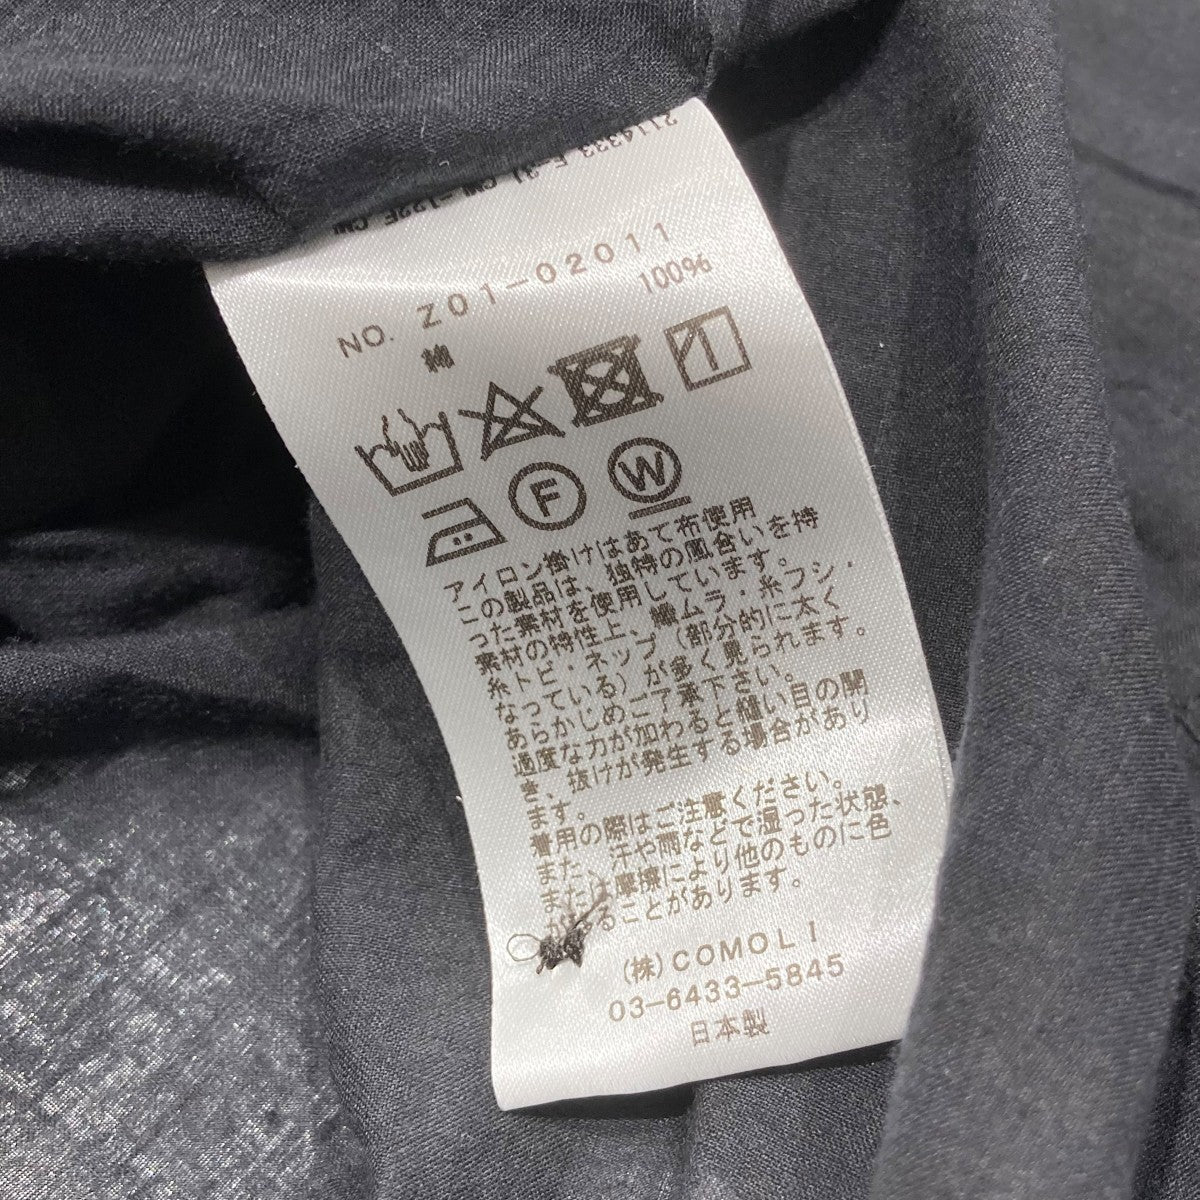 NO. Z01-02011
綿 100%
F W
アイロン掛けはあて布使用
この製品は、独特の風合いを持
った素材を使用しています。
素材の特性上、織ムラ・糸フシ・
糸トビ・ネップ(部分的に太く
なっている)が多く見られます。
あらかじめご了承下さい。
過度な力が加わると縫い目の開
き、抜けが発生する場合があり
ます。
着用の際はご注意ください。
また、汗や雨などで湿った状態、
または摩擦により他のものに色
がることがあります。
(株)COMOLI
03-6433-5845
日本製